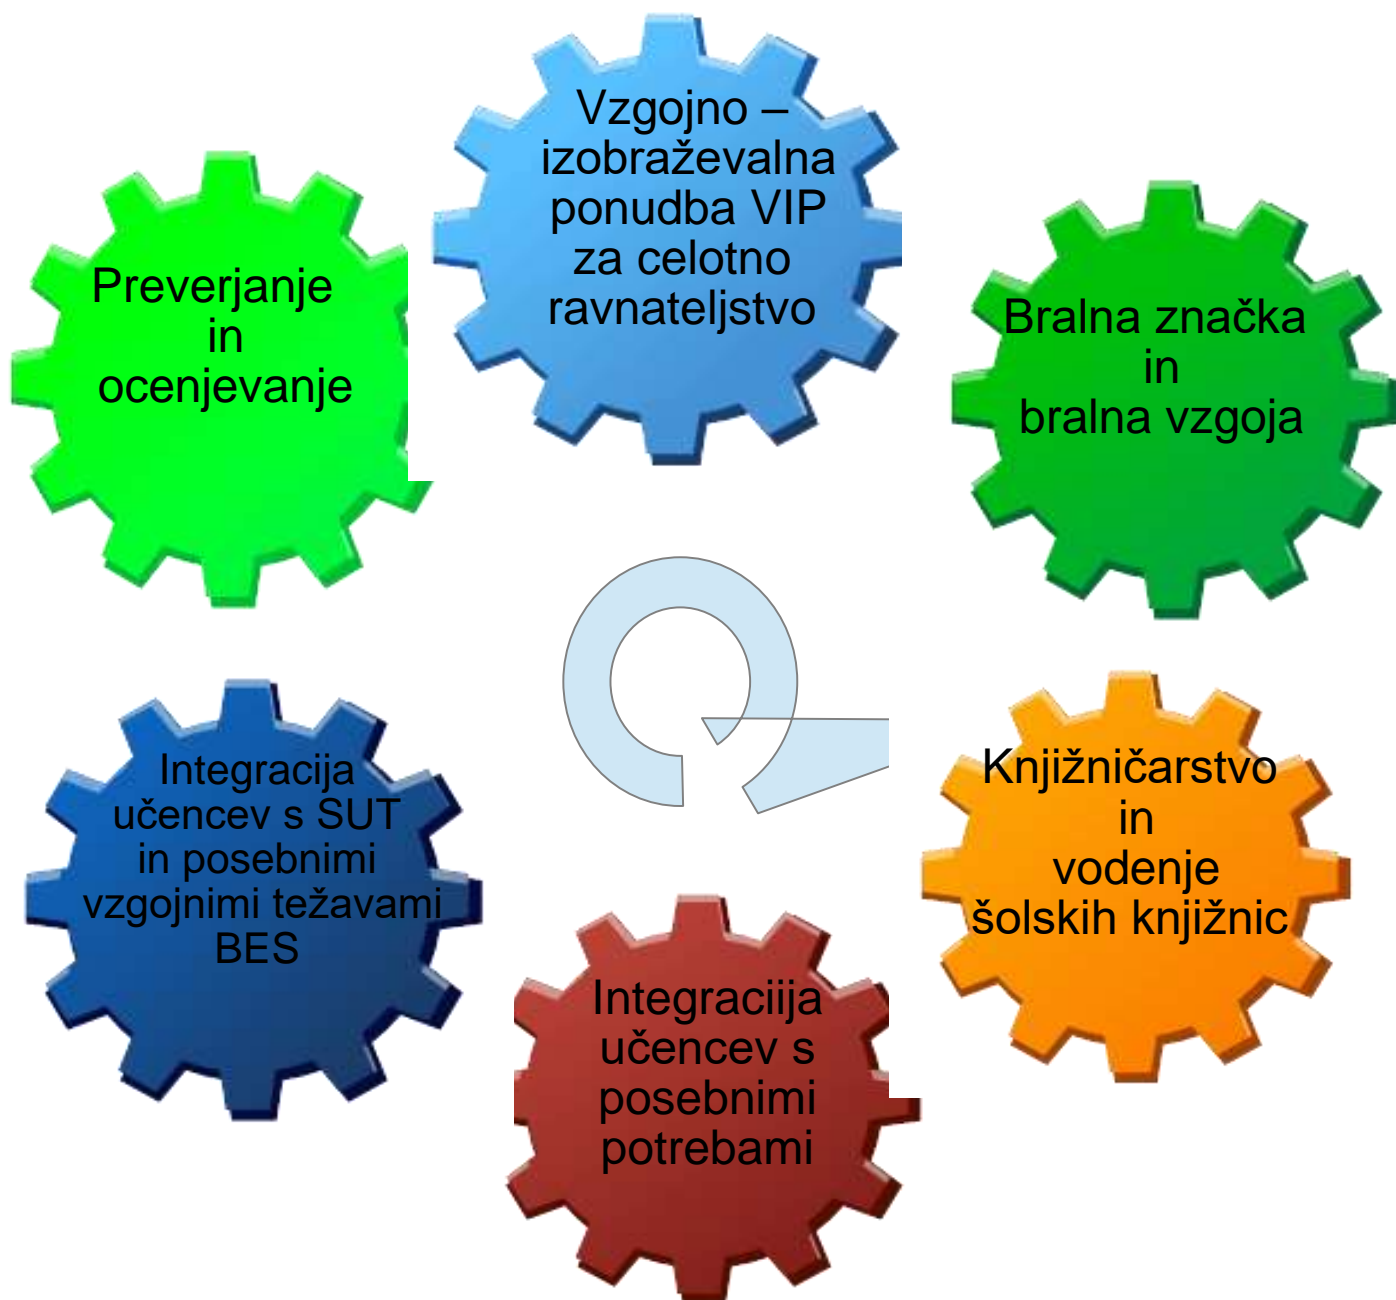 Vzgojno –
izobraževalna
ponudba VIP
za celotno
ravnateljstvo
Preverjanje
in
ocenjevanje
Bralna značka
in
bralna vzgoja
Integracija
učencev s SUT
in posebnimi
vzgojnimi težavami
BES
Knjižničarstvo
in
vodenje
šolskih knjižnic
Integraciija
učencev s
posebnimi
potrebami